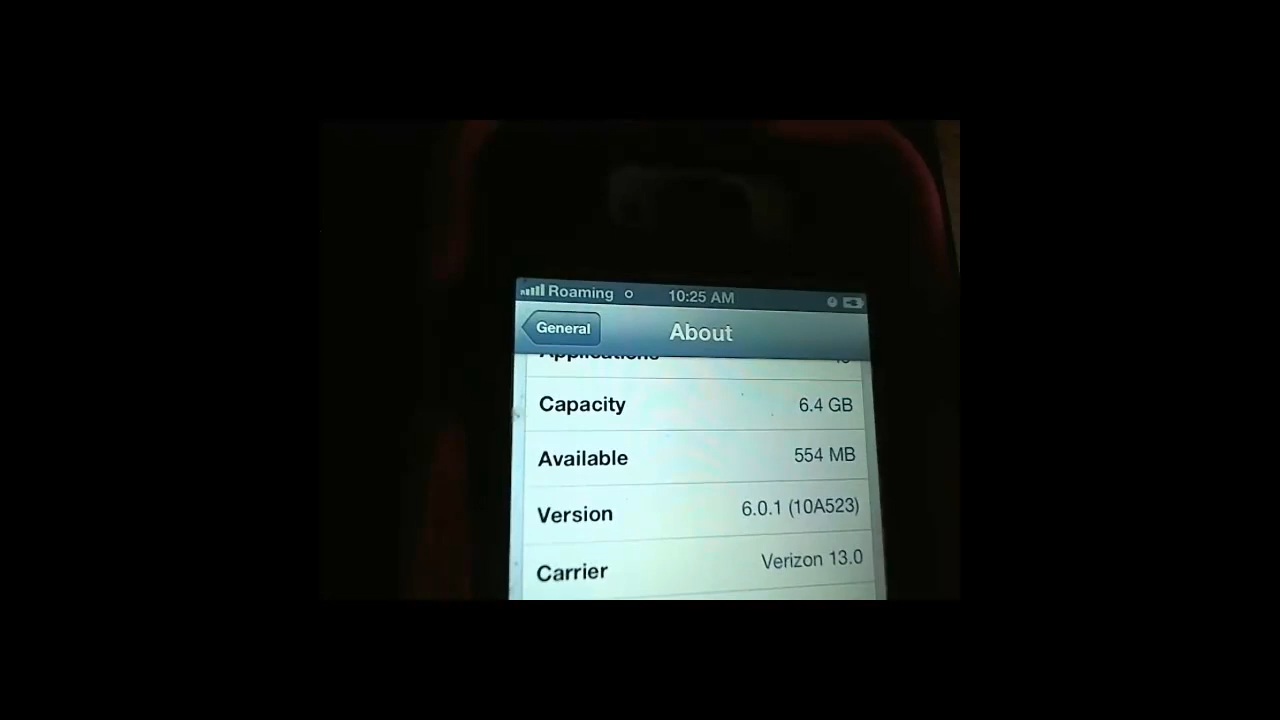 Roaming 10:25 AM
General About
Applications
Capacity 6.4 GB
Available 554 MB
Version 6.0.1 (10A523)
Carrier Verizon 13.0